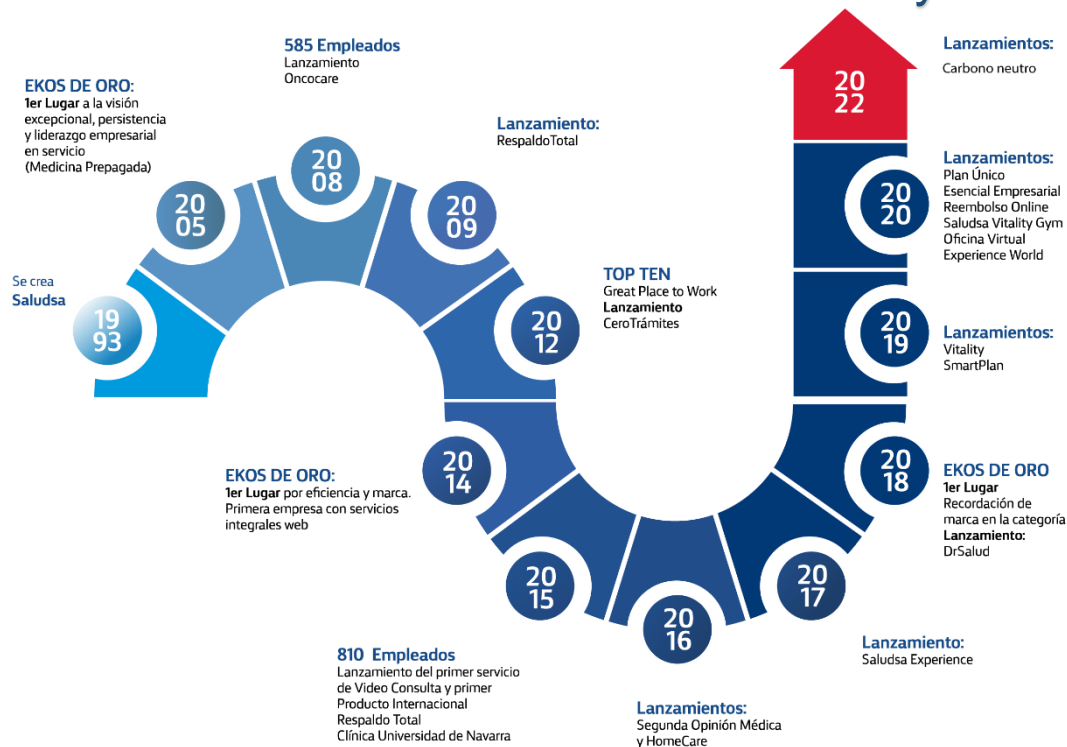 Se crea
Saludsa
19
93
EKOS DE ORO:
1er Lugar a la visión
excepcional, persistencia
y liderazgo empresarial
en servicio
(Medicina Prepagada)
20
05
585 Empleados
Lanzamiento
Oncocare
20
08
Lanzamiento:
RespaldoTotal
20
09
TOP TEN
Great Place to Work
Lanzamiento
CeroTrámites
20
12
EKOS DE ORO:
1er Lugar por eficiencia y marca.
Primera empresa con servicios
integrales web
20
14
810 Empleados
Lanzamiento del primer servicio
de Video Consulta y primer
Producto Internacional
Respaldo Total
Clínica Universidad de Navarra
20
15
Lanzamientos:
Segunda Opinión Médica
y HomeCare
20
16
Lanzamiento:
Saludsa Experience
20
17
EKOS DE ORO
1er Lugar
Recordación de
marca en la categoría
Lanzamiento:
DrSalud
20
18
Lanzamientos:
Vitality
SmartPlan
20
19
Lanzamientos:
Plan Único
Esencial Empresarial
Reembolso Online
Saludsa Vitality Gym
Oficina Virtual
Experience World
20
20
Lanzamientos:
Carbono neutro
20
22